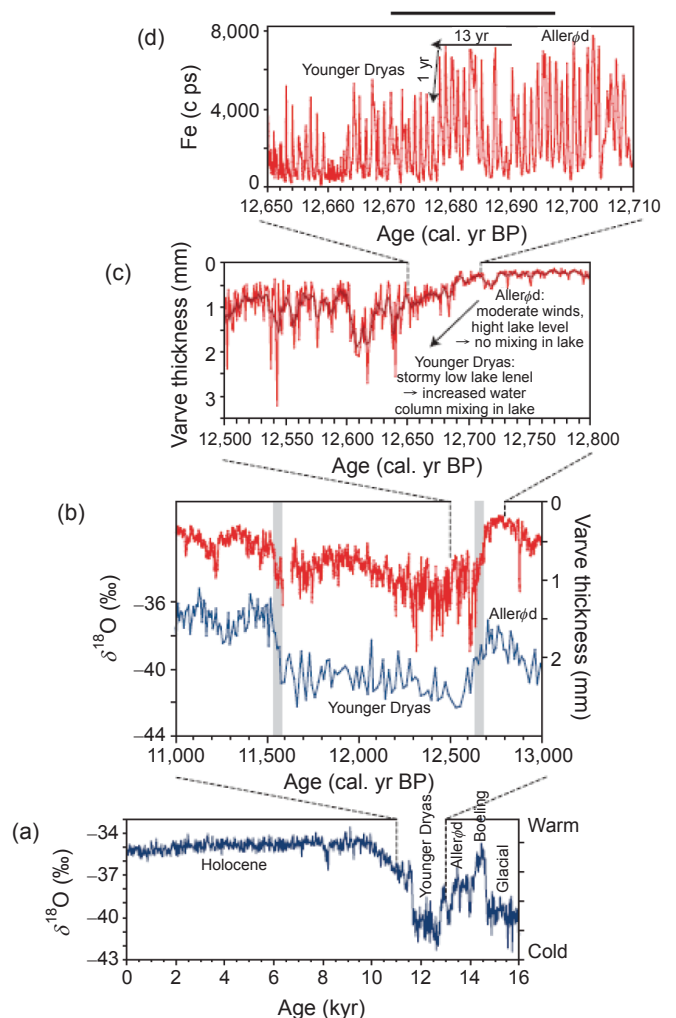 (d)
8,000
4,000
0
Fe (c ps)
13 yr
1 yr
Allerϕd
Younger Dryas
12,650 12,660 12,670 12,680 12,690 12,700 12,710
Age (cal. yr BP)
(c)
0
1
2
3
Varve thickness (mm)
Allerϕd:
moderate winds,
hight lake level
→ no mixing in lake
Younger Dryas:
stormy low lake lenel
→ increased water
column mixing in lake
12,500 12,550 12,600 12,650 12,700 12,750 12,800
Age (cal. yr BP)
(b)
−36
−40
−44
δ¹⁸O (‰)
0
1
2
Varve thickness
(mm)
Allerϕd
Younger Dryas
11,000 11,500 12,000 12,500 13,000
Age (cal. yr BP)
(a)
−34
−37
−40
−43
δ¹⁸O (‰)
Holocene
Younger Dryas
Allerϕd
Boeling
Glacial
Warm
Cold
0 2 4 6 8 10 12 13 14 16
Age (kyr)